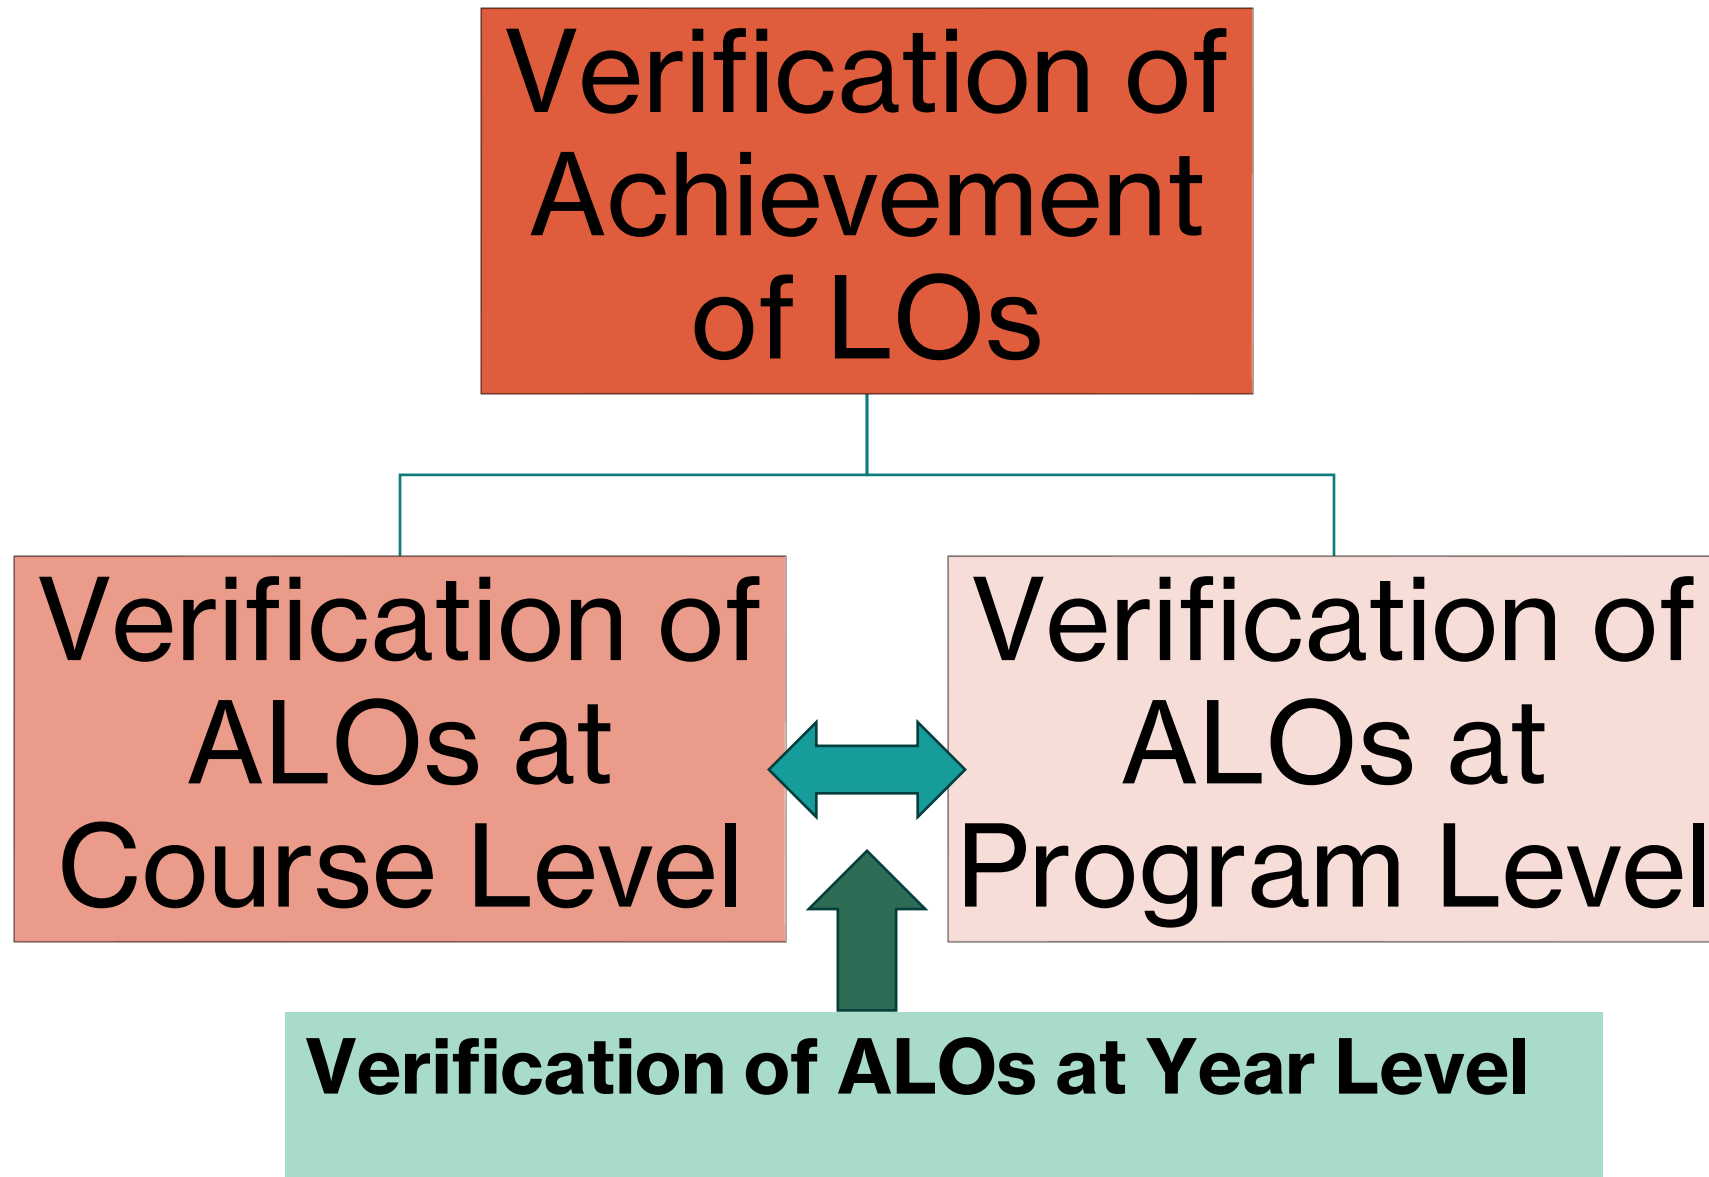 Verification of
Achievement
of LOs
Verification of
ALOs at
Course Level
Verification of
ALOs at
Program Level
Verification of ALOs at Year Level